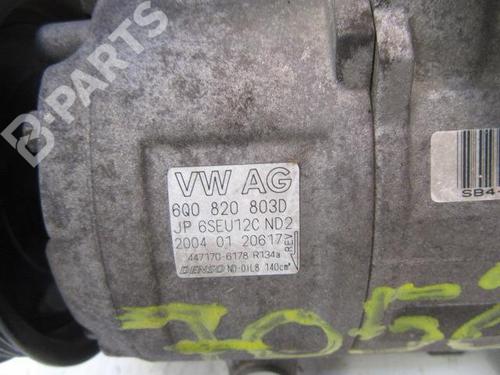 B-PARTS
VW AG
6Q0 820 803D
JP 6SEU12C ND2
2004 01 20617
REV
447170-6178 R134a
DENSO ND-OIL8 140cm³
SB4-